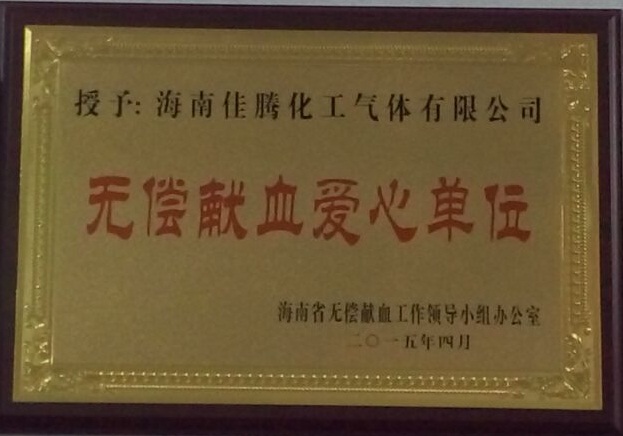 授予：海南佳腾化工气体有限公司
无偿献血爱心单位
海南省无偿献血工作领导小组办公室
二〇一五年四月